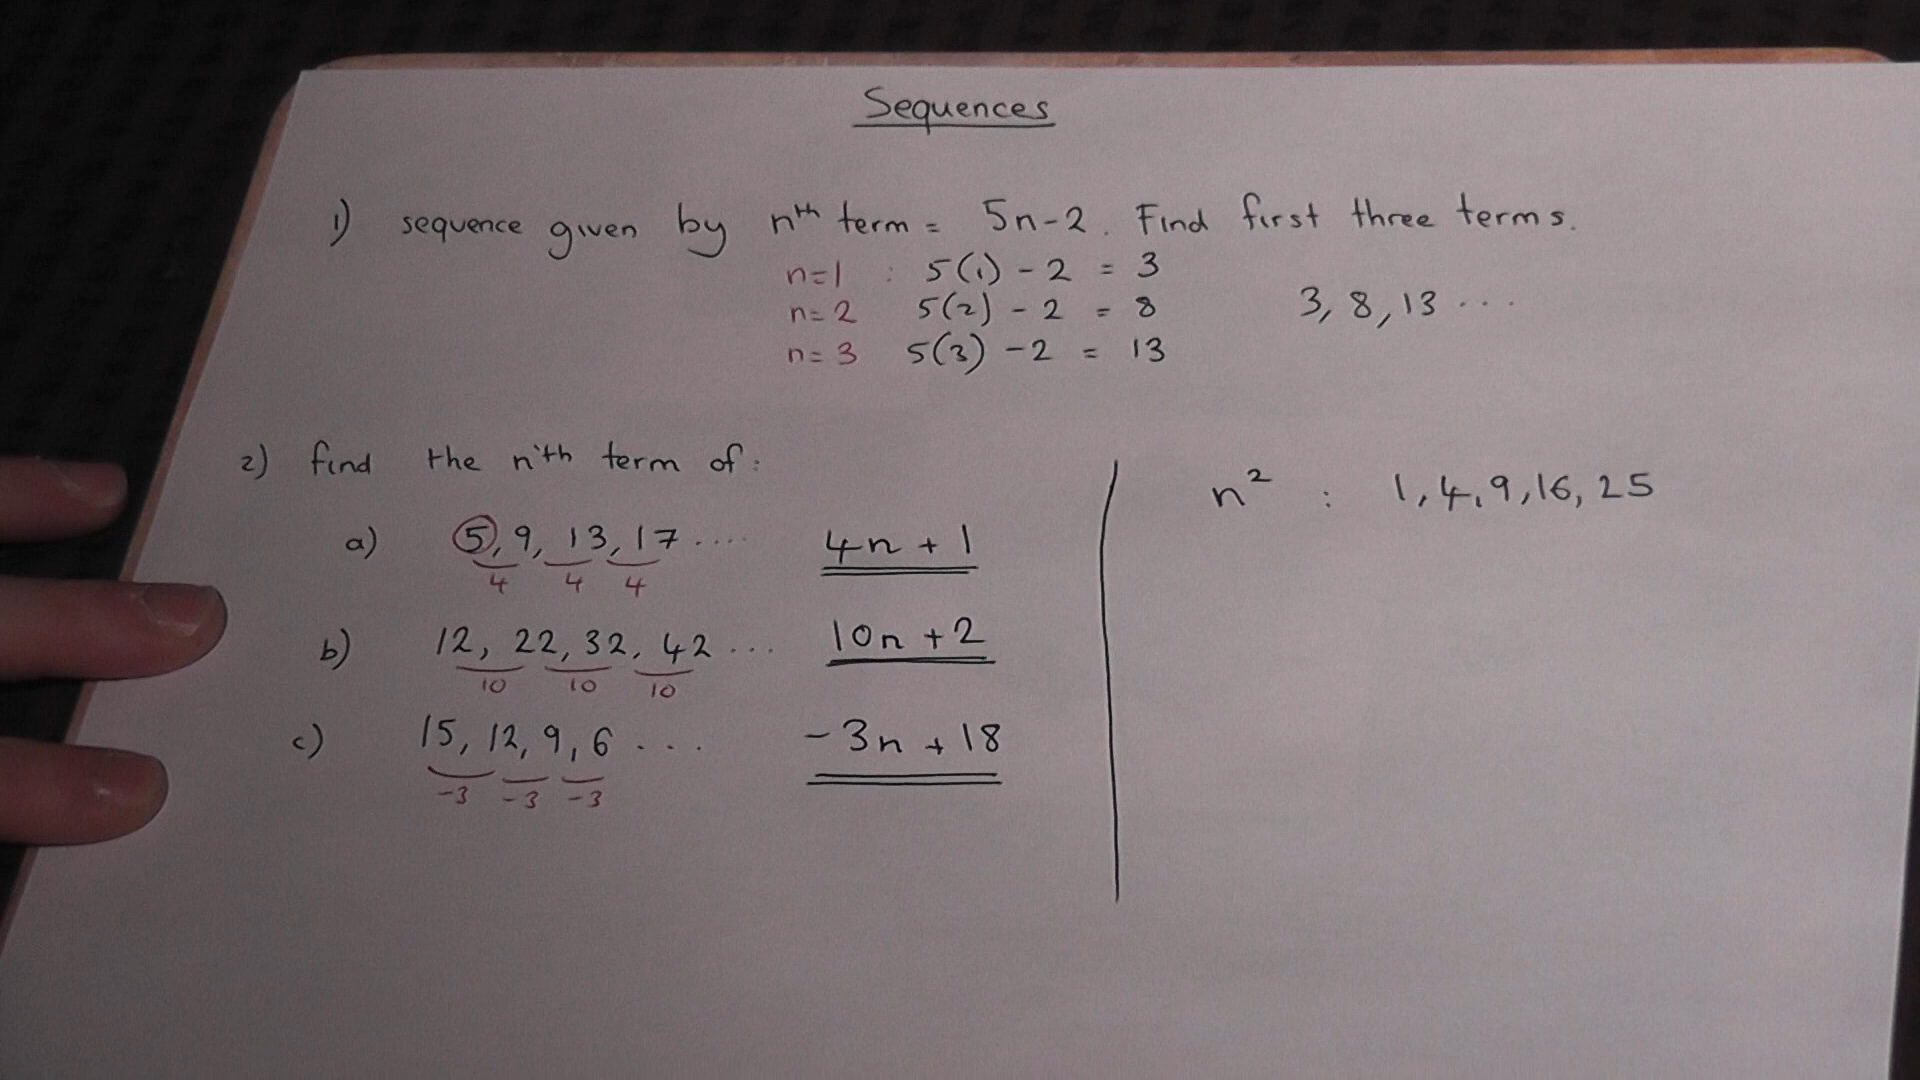 Sequences
1) sequence given by nth term = 5n-2. Find first three terms.
n=1 : 5(1) - 2 = 3
n=2 5(2) - 2 = 8
3, 8, 13 ...
n=3 5(3) - 2 = 13
2) find the n'th term of:
a) 5, 9, 13, 17 .... 4n + 1
4 4 4
b) 12, 22, 32, 42 ... 10n + 2
10 10 10
c) 15, 12, 9, 6 .... -3n + 18
-3 -3 -3
n² : 1, 4, 9, 16, 25